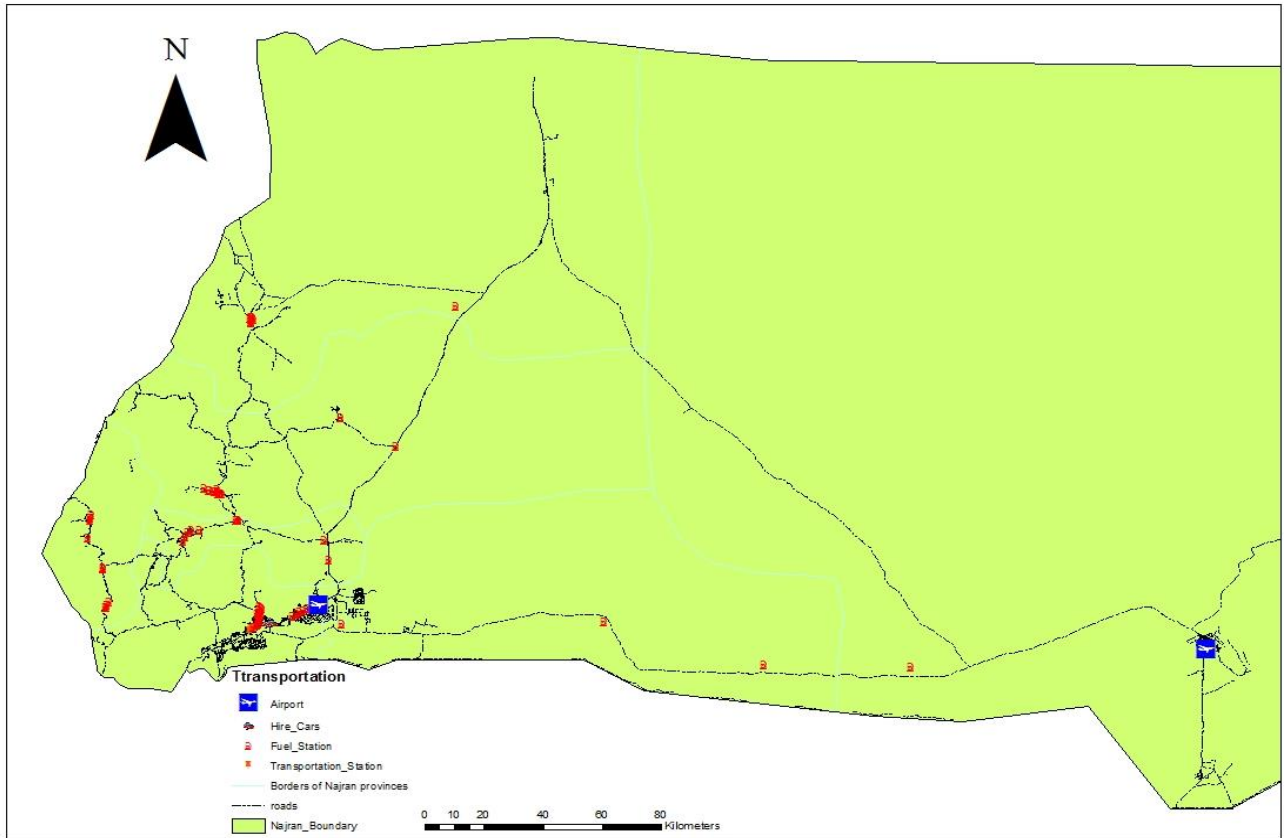 N
Ttransportation
Airport
Hire_Cars
Fuel_Station
Transportation_Station
Borders of Najran provinces
roads
Najran_Boundary
0 10 20 40 60 80
Kilometers